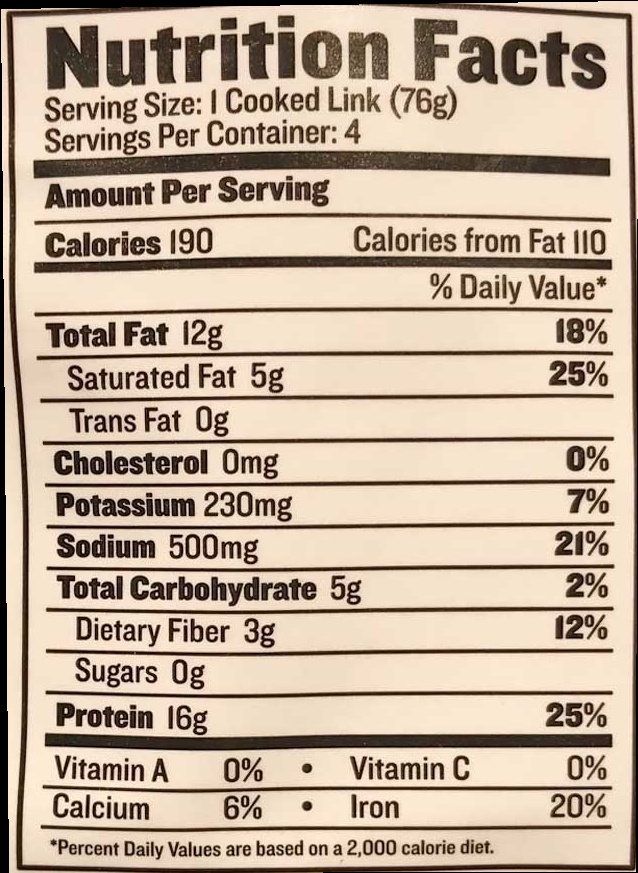 Nutrition Facts
Serving Size: 1 Cooked Link (76g)
Servings Per Container: 4
Amount Per Serving
Calories 190 Calories from Fat 110
% Daily Value*
Total Fat 12g 18%
Saturated Fat 5g 25%
Trans Fat 0g
Cholesterol 0mg 0%
Potassium 230mg 7%
Sodium 500mg 21%
Total Carbohydrate 5g 2%
Dietary Fiber 3g 12%
Sugars 0g
Protein 16g 25%
Vitamin A 0% • Vitamin C 0%
Calcium 6% • Iron 20%
*Percent Daily Values are based on a 2,000 calorie diet.